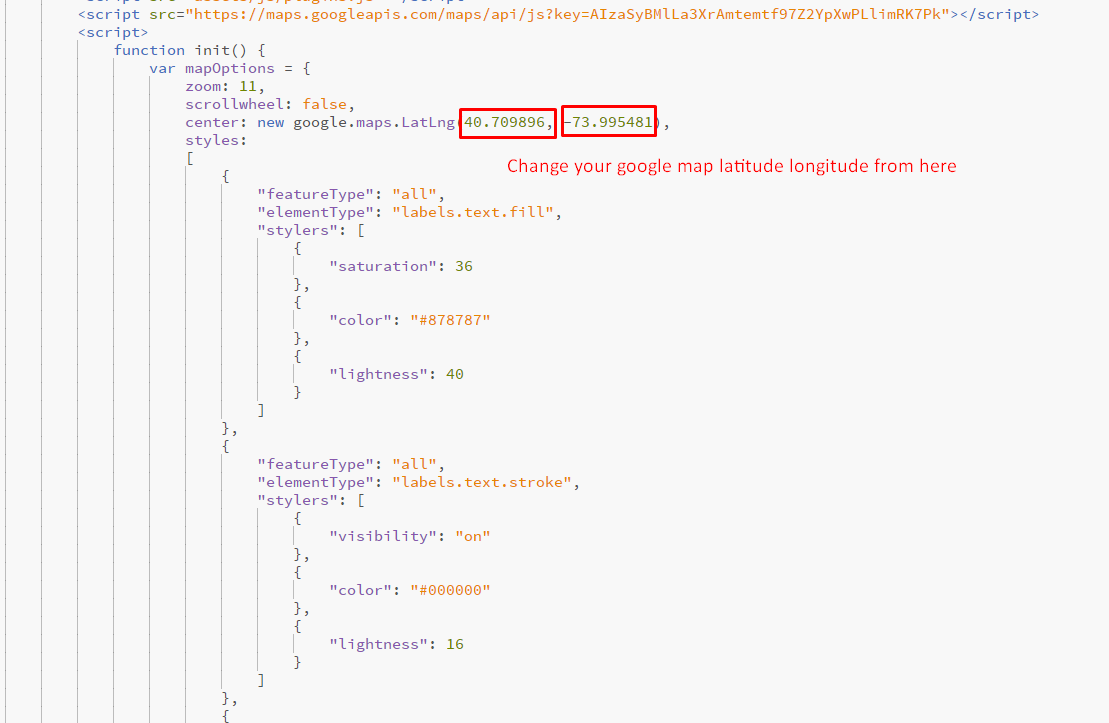 <script src="https://maps.googleapis.com/maps/api/js?key=AIzaSyBMlLa3XrAmtemtf97Z2YpXwPLlimRK7Pk"></script>
<script>
function init() {
var mapOptions = {
zoom: 11,
scrollwheel: false,
center: new google.maps.LatLng(40.709896, -73.995481),
styles:
[
Change your google map latitude longitude from here
{
"featureType": "all",
"elementType": "labels.text.fill",
"stylers": [
{
"saturation": 36
},
{
"color": "#878787"
},
{
"lightness": 40
}
]
},
{
"featureType": "all",
"elementType": "labels.text.stroke",
"stylers": [
{
"visibility": "on"
},
{
"color": "#000000"
},
{
"lightness": 16
}
]
},
{